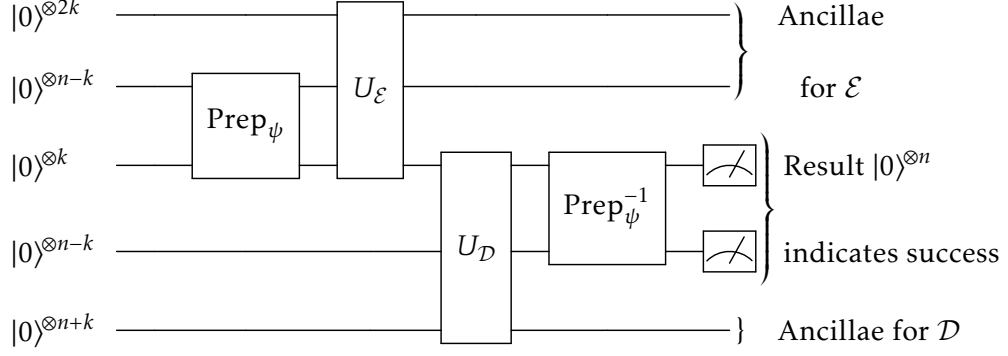 |0⟩^{⊗2k} Ancillae
|0⟩^{⊗n−k} U_ℰ for ℰ
Prep_ψ
|0⟩^{⊗k} Result |0⟩^{⊗n}
Prep_ψ^{−1}
|0⟩^{⊗n−k} U_𝒟 indicates success
|0⟩^{⊗n+k} Ancillae for 𝒟